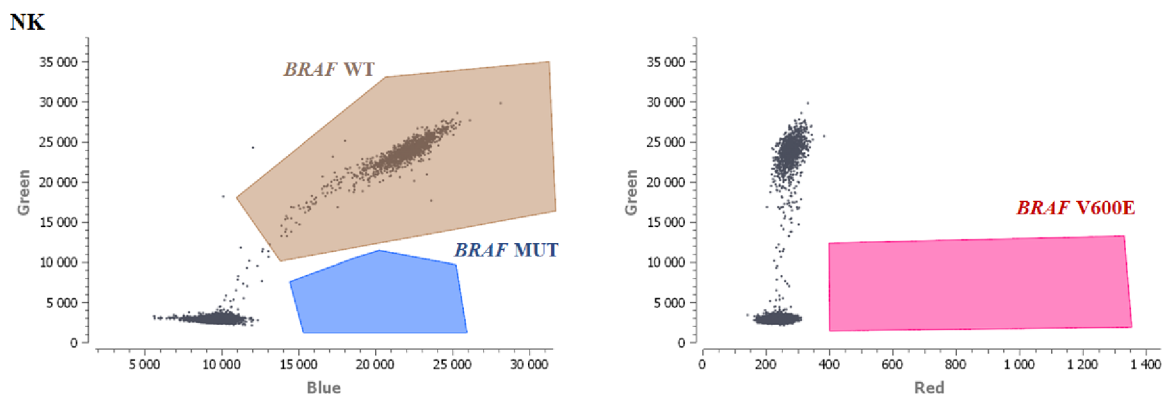 NK
35 000
30 000
25 000
20 000
15 000
10 000
5 000
0
Green
BRAF WT
BRAF MUT
5 000 10 000 15 000 20 000 25 000 30 000
Blue
35 000
30 000
25 000
20 000
15 000
10 000
5 000
0
Green
BRAF V600E
0 200 400 600 800 1 000 1 200 1 400
Red